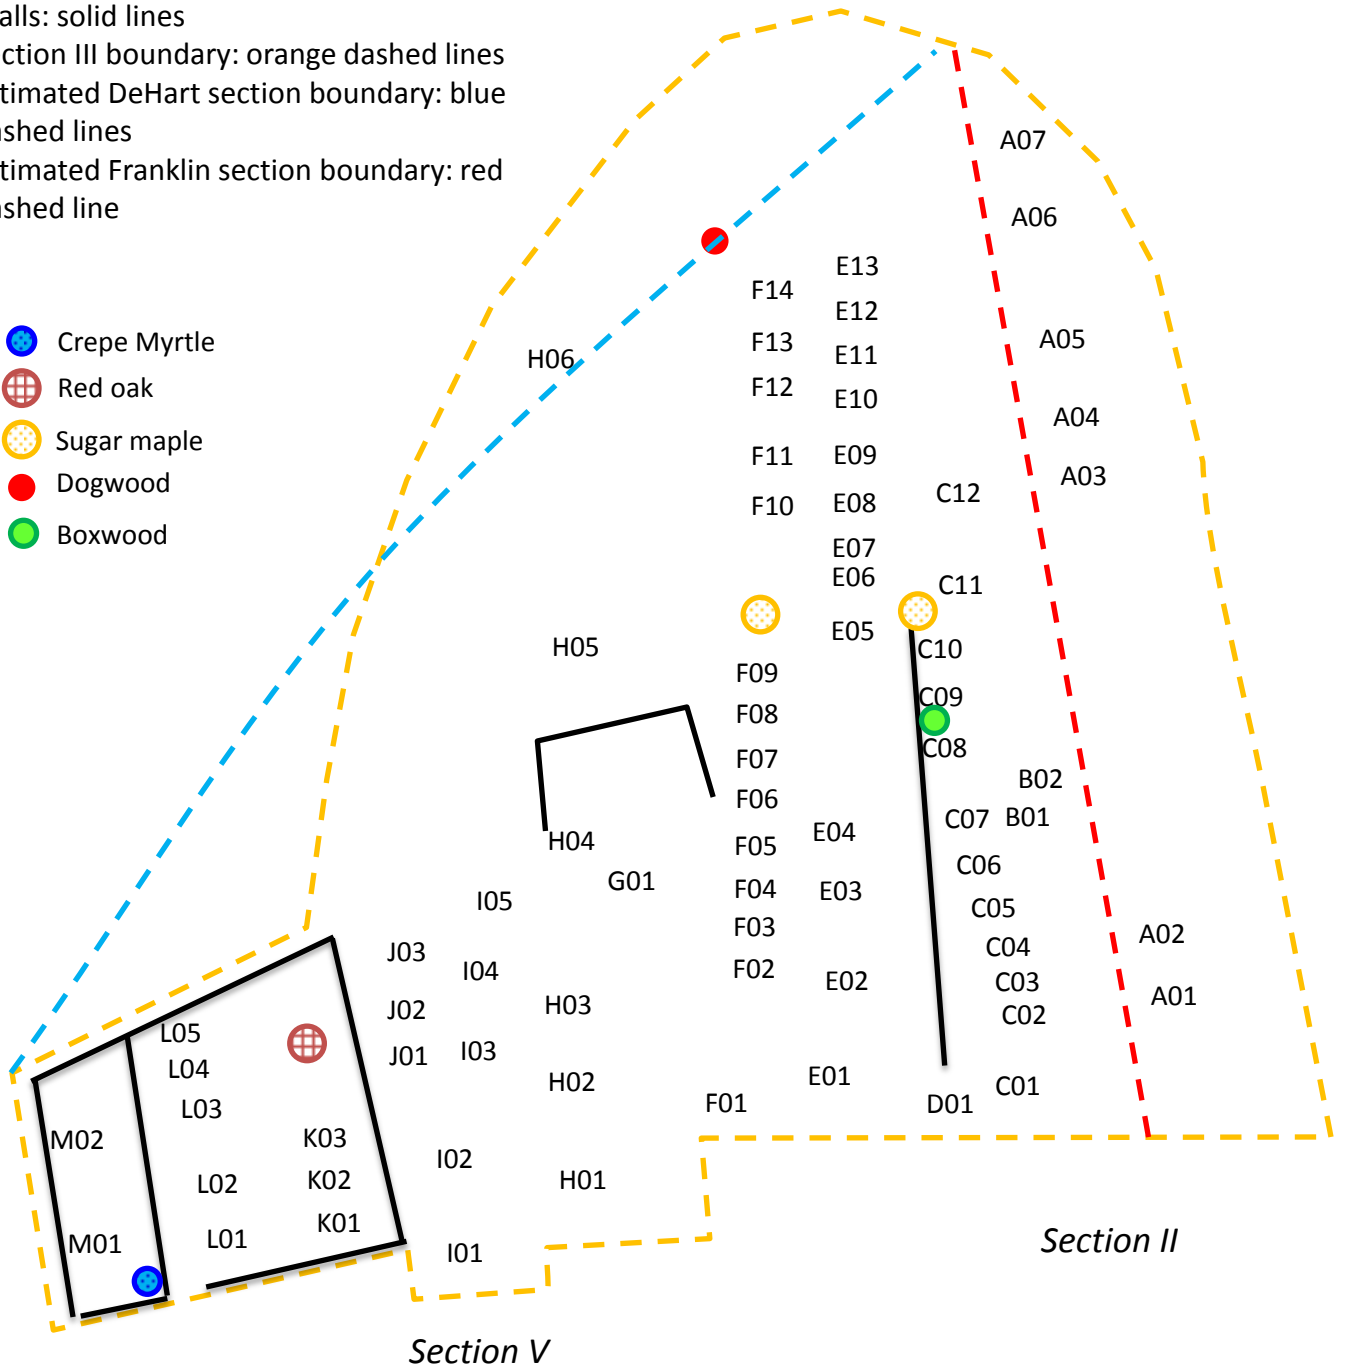 alls: solid lines
ction III boundary: orange dashed lines
timated DeHart section boundary: blue
ashed lines
timated Franklin section boundary: red
ashed line
Crepe Myrtle
Red oak
Sugar maple
Dogwood
Boxwood
A07
A06
E13
F14
E12
F13
A05
E11
H06
F12
E10
A04
F11
E09
A03
C12
F10
E08
E07
E06
C11
E05
H05
C10
F09
C09
F08
C08
F07
B02
F06
C07
B01
E04
H04
F05
C06
G01
F04
E03
I05
C05
F03
A02
J03
C04
I04
F02
E02
C03
A01
H03
J02
C02
L05
I03
J01
L04
E01
H02
C01
F01
D01
L03
M02
K03
I02
L02
K02
H01
K01
L01
M01
I01
Section II
Section V